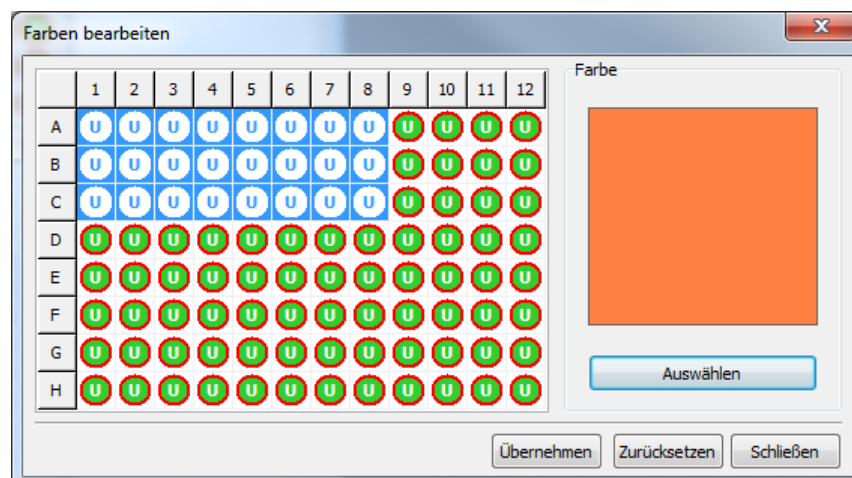 Farben bearbeiten
X
Farbe
1 2 3 4 5 6 7 8 9 10 11 12
A U U U U U U U U U U U U
B U U U U U U U U U U U U
C U U U U U U U U U U U U
D U U U U U U U U U U U U
E U U U U U U U U U U U U
F U U U U U U U U U U U U
G U U U U U U U U U U U U
H U U U U U U U U U U U U
Auswählen
Übernehmen Zurücksetzen Schließen